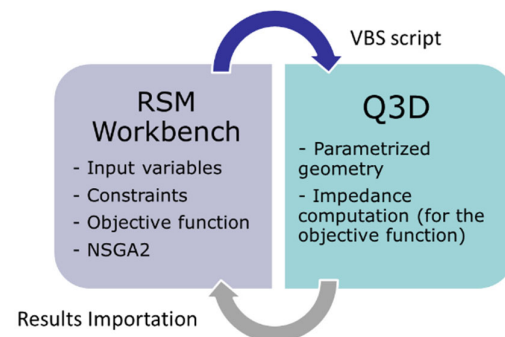 VBS script
RSM
Workbench
- Input variables
- Constraints
- Objective function
- NSGA2
Q3D
- Parametrized
geometry
- Impedance
computation (for the
objective function)
Results Importation